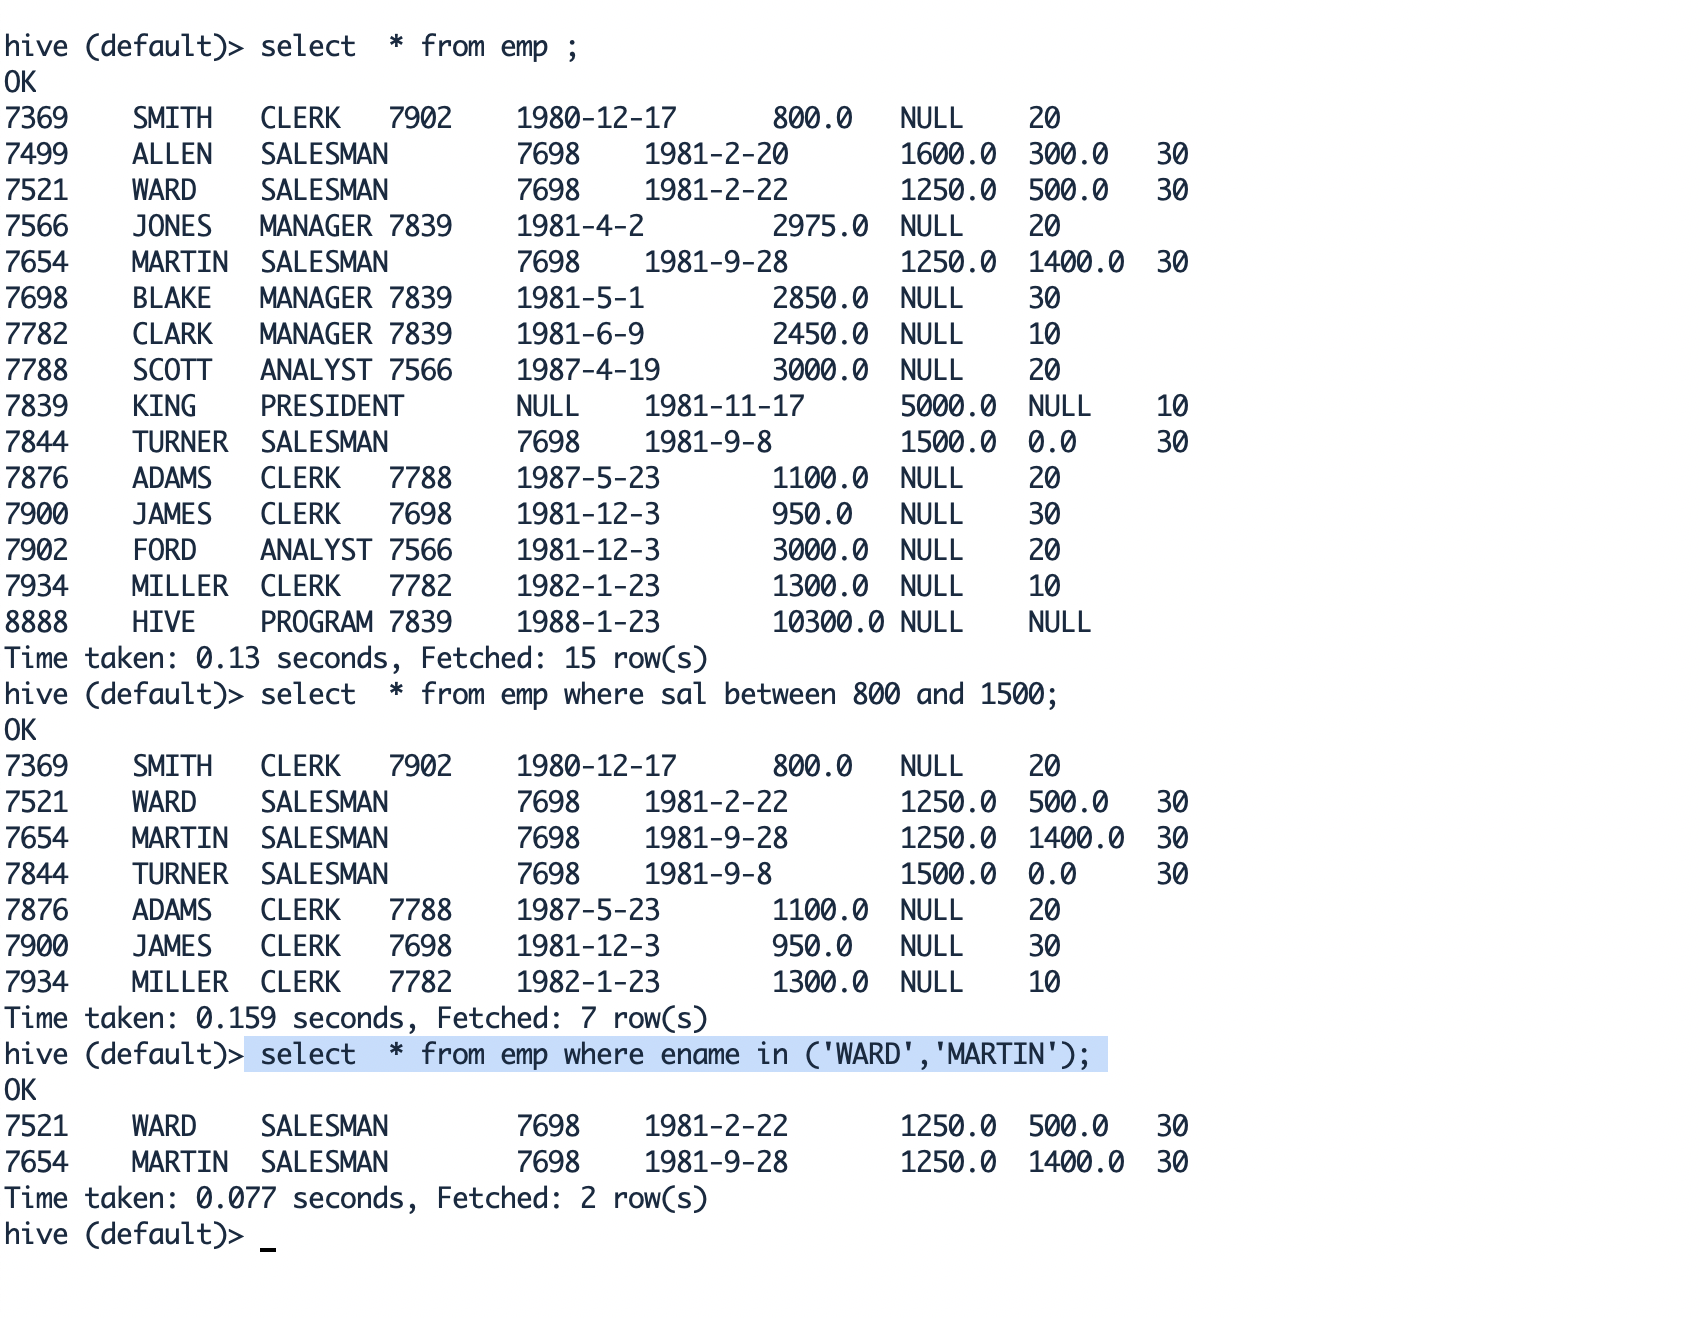 hive (default)> select  * from emp ;
OK
7369    SMITH   CLERK   7902    1980-12-17      800.0   NULL    20
7499    ALLEN   SALESMAN        7698    1981-2-20       1600.0  300.0   30
7521    WARD    SALESMAN        7698    1981-2-22       1250.0  500.0   30
7566    JONES   MANAGER 7839    1981-4-2        2975.0  NULL    20
7654    MARTIN  SALESMAN        7698    1981-9-28       1250.0  1400.0  30
7698    BLAKE   MANAGER 7839    1981-5-1        2850.0  NULL    30
7782    CLARK   MANAGER 7839    1981-6-9        2450.0  NULL    10
7788    SCOTT   ANALYST 7566    1987-4-19       3000.0  NULL    20
7839    KING    PRESIDENT       NULL    1981-11-17      5000.0  NULL    10
7844    TURNER  SALESMAN        7698    1981-9-8        1500.0  0.0     30
7876    ADAMS   CLERK   7788    1987-5-23       1100.0  NULL    20
7900    JAMES   CLERK   7698    1981-12-3       950.0   NULL    30
7902    FORD    ANALYST 7566    1981-12-3       3000.0  NULL    20
7934    MILLER  CLERK   7782    1982-1-23       1300.0  NULL    10
8888    HIVE    PROGRAM 7839    1988-1-23       10300.0 NULL    NULL
Time taken: 0.13 seconds, Fetched: 15 row(s)
hive (default)> select  * from emp where sal between 800 and 1500;
OK
7369    SMITH   CLERK   7902    1980-12-17      800.0   NULL    20
7521    WARD    SALESMAN        7698    1981-2-22       1250.0  500.0   30
7654    MARTIN  SALESMAN        7698    1981-9-28       1250.0  1400.0  30
7844    TURNER  SALESMAN        7698    1981-9-8        1500.0  0.0     30
7876    ADAMS   CLERK   7788    1987-5-23       1100.0  NULL    20
7900    JAMES   CLERK   7698    1981-12-3       950.0   NULL    30
7934    MILLER  CLERK   7782    1982-1-23       1300.0  NULL    10
Time taken: 0.159 seconds, Fetched: 7 row(s)
hive (default)> select  * from emp where ename in ('WARD','MARTIN');
OK
7521    WARD    SALESMAN        7698    1981-2-22       1250.0  500.0   30
7654    MARTIN  SALESMAN        7698    1981-9-28       1250.0  1400.0  30
Time taken: 0.077 seconds, Fetched: 2 row(s)
hive (default)> _